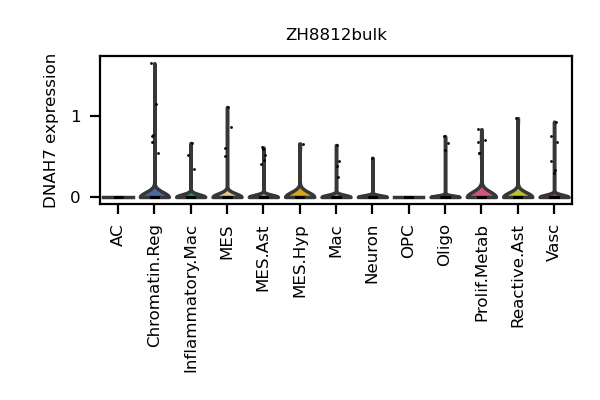 ZH8812bulk
DNAH7 expression
1
0
AC
Chromatin.Reg
Inflammatory.Mac
MES
MES.Ast
MES.Hyp
Mac
Neuron
OPC
Oligo
Prolif.Metab
Reactive.Ast
Vasc